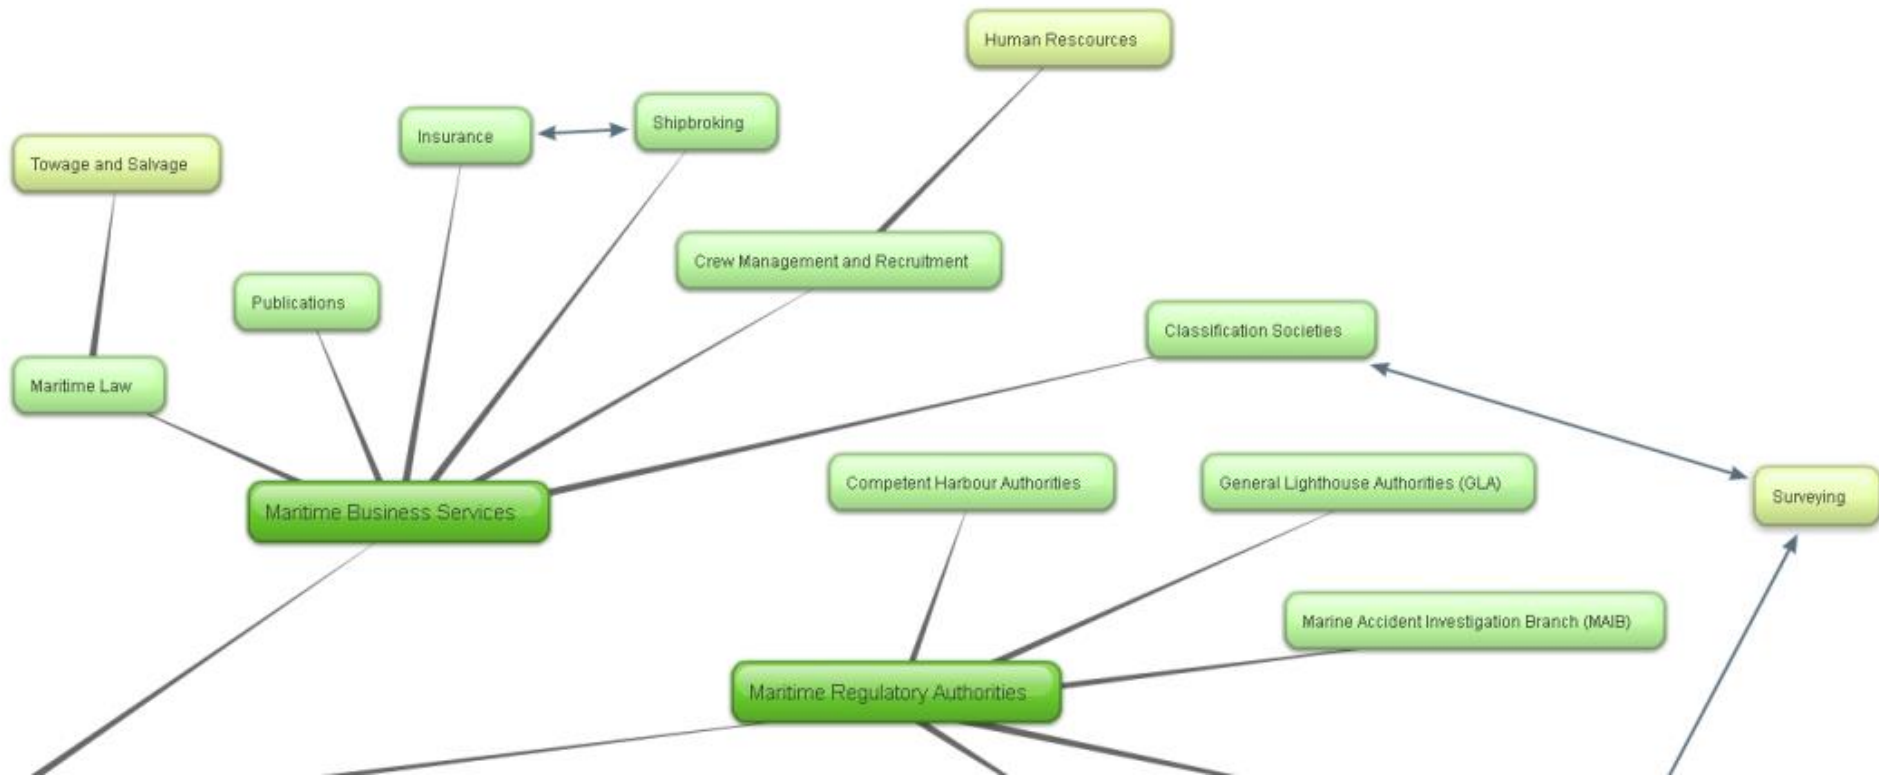 Human Rescources
Insurance
Shipbroking
Towage and Salvage
Crew Management and Recruitment
Publications
Classification Societies
Maritime Law
Competent Harbour Authorities
General Lighthouse Authorities (GLA)
Surveying
Maritime Business Services
Marine Accident Investigation Branch (MAIB)
Maritime Regulatory Authorities